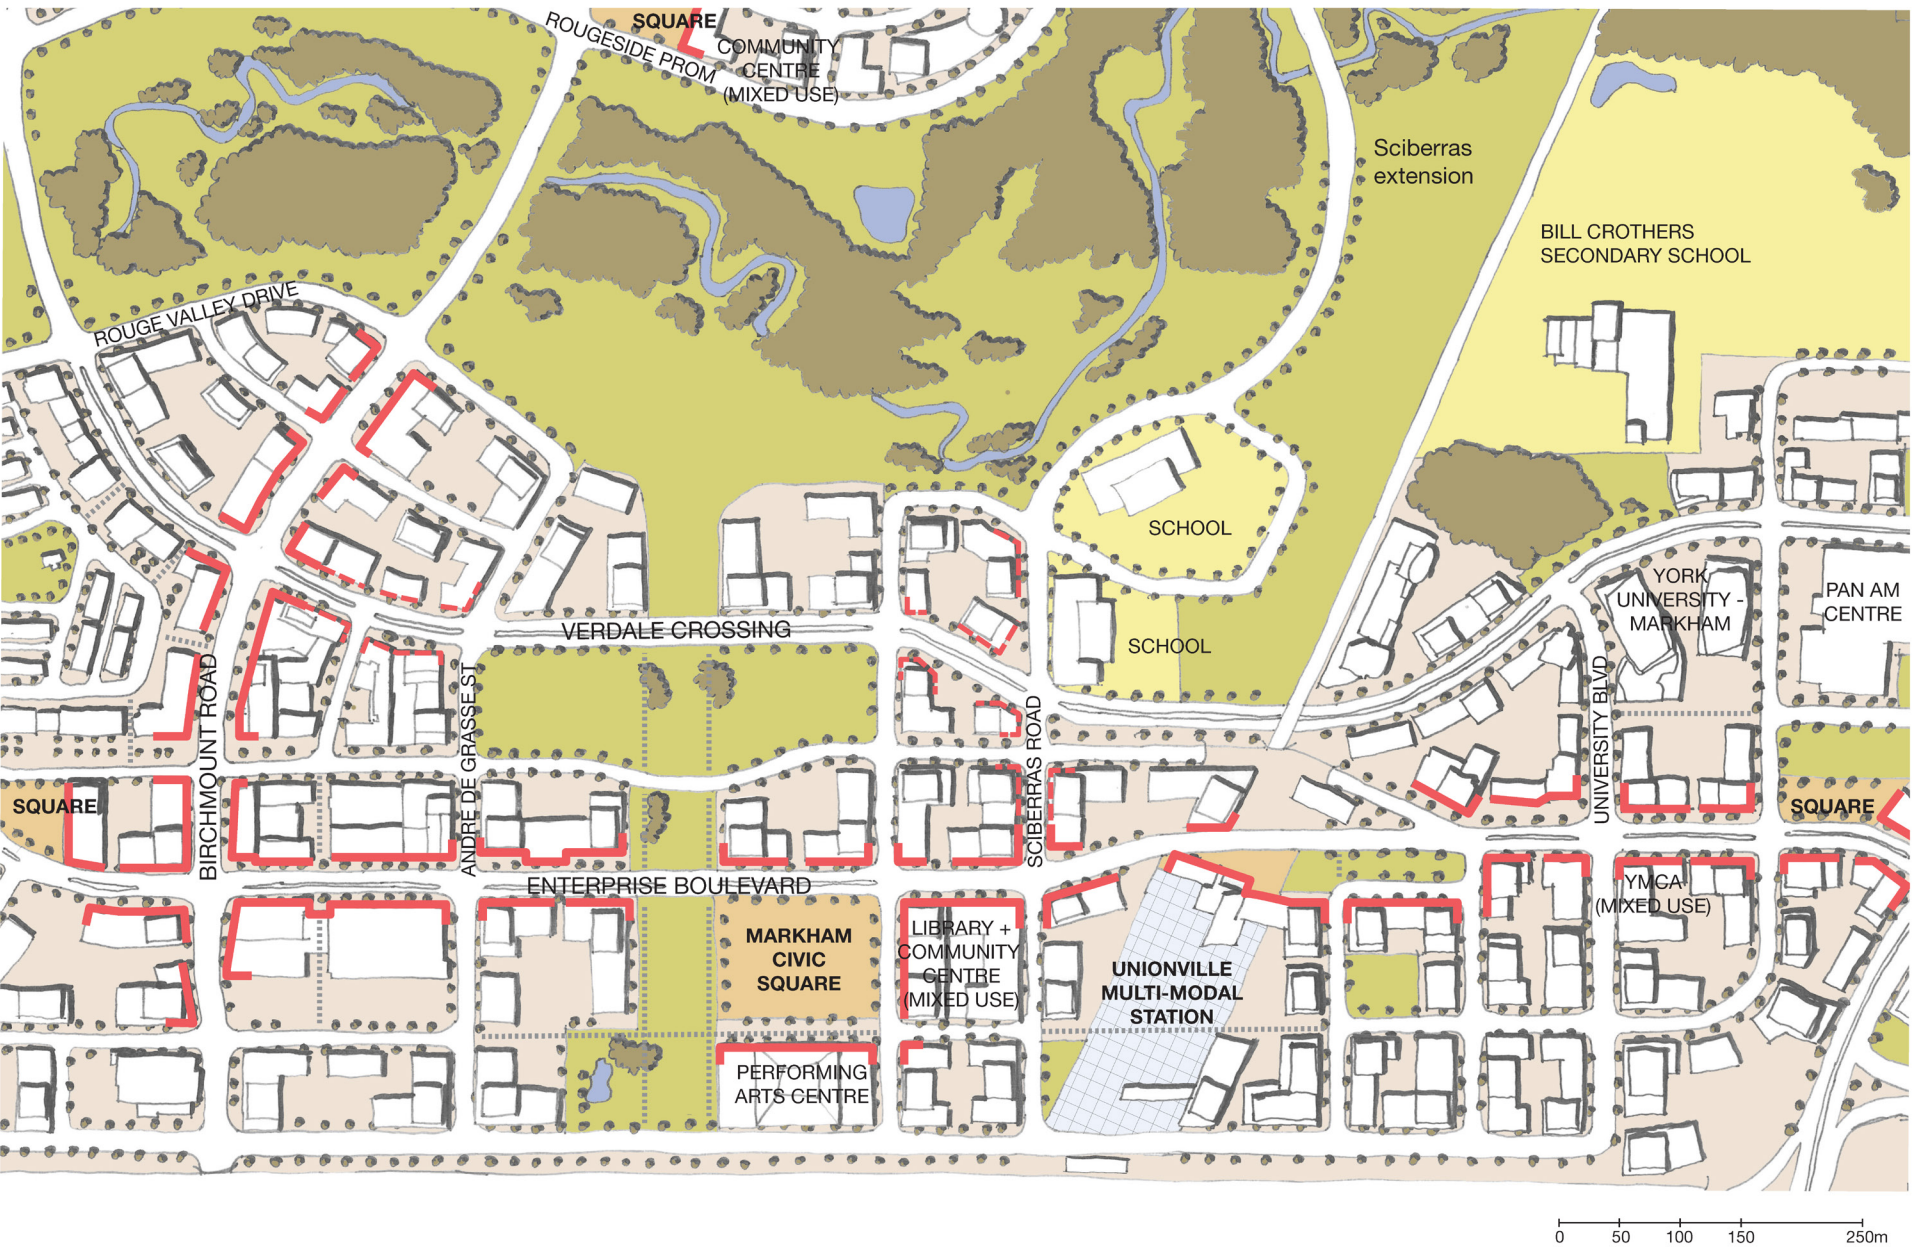 SQUARE
ROUGESIDE PROM
COMMUNITY
CENTRE
(MIXED USE)
Sciberras
extension
BILL CROTHERS
SECONDARY SCHOOL
ROUGE VALLEY DRIVE
SCHOOL
YORK
UNIVERSITY -
MARKHAM
PAN AM
CENTRE
VERDALE CROSSING
SCHOOL
BIRCHMOUNT ROAD
ANDRE DE GRASSE ST
SCIBERRAS ROAD
UNIVERSITY BLVD
SQUARE
SQUARE
ENTERPRISE BOULEVARD
YMCA
(MIXED USE)
MARKHAM
CIVIC
SQUARE
LIBRARY +
COMMUNITY
CENTRE
(MIXED USE)
UNIONVILLE
MULTI-MODAL
STATION
PERFORMING
ARTS CENTRE
0 50 100 150 250m